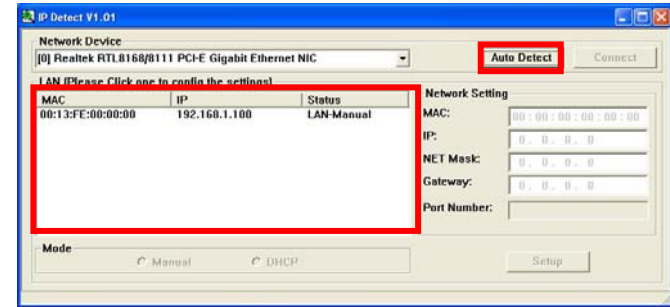 IP Detect V1.01
Network Device
[0] Realtek RTL8168/8111 PCI-E Gigabit Ethernet NIC
Auto Detect
Connect
LAN (Please Click one to config the settings)
MAC IP Status
00:13:FE:00:00:00 192.168.1.100 LAN-Manual
Network Setting
MAC: 00 : 00 : 00 : 00 : 00 : 00
IP: 0 . 0 . 0 . 0
NET Mask: 0 . 0 . 0 . 0
Gateway: 0 . 0 . 0 . 0
Port Number:
Mode
Manual DHCP
Setup